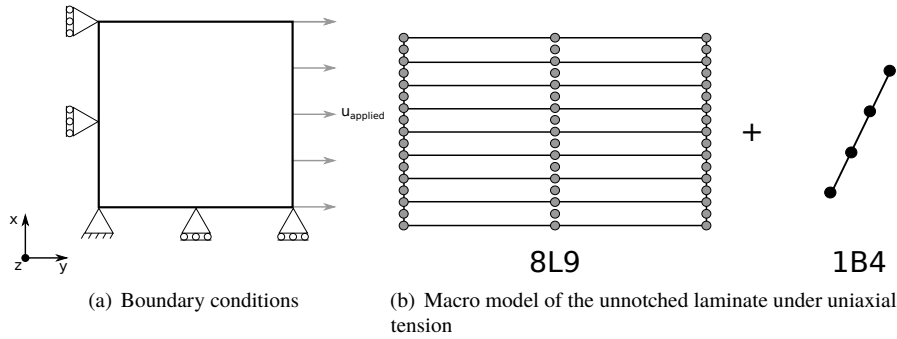 u_applied
x
z
y
+
8L9
1B4
(a) Boundary conditions
(b) Macro model of the unnotched laminate under uniaxial
tension